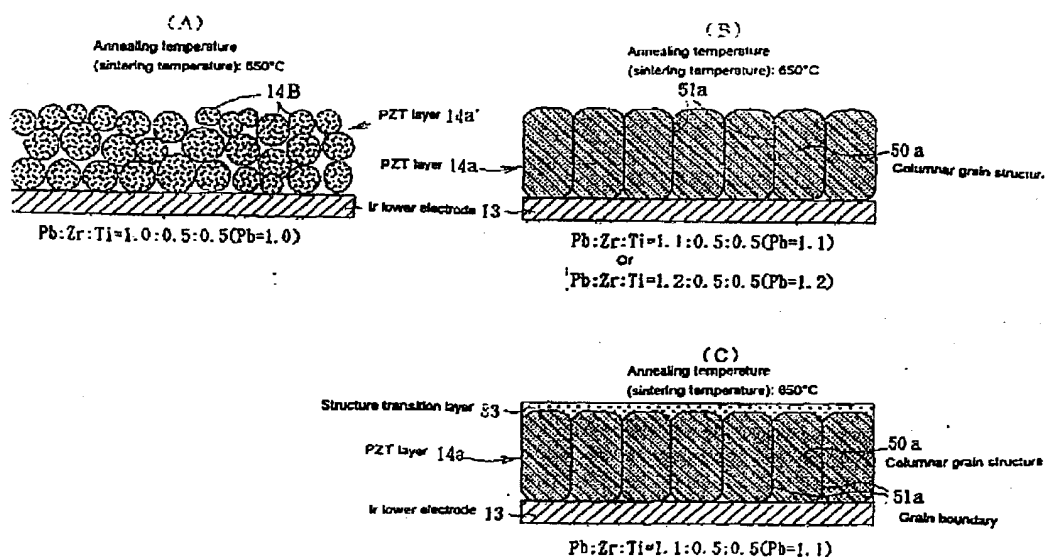 (A)
Annealing temperature
(sintering temperature): 650°C
14B
PZT layer 14a'
PZT layer 14a
Ir lower electrode 13
Pb:Zr:Ti=1.0:0.5:0.5(Pb=1.0)
(B)
Annealing temperature
(sintering temperature): 650°C
51a
50a
Columnar grain structur
Pb:Zr:Ti=1.1:0.5:0.5(Pb=1.1)
Or
Pb:Zr:Ti=1.2:0.5:0.5(Pb=1.2)
(C)
Annealing temperature
(sintering temperature): 650°C
Structure transition layer 83
PZT layer 14a
50a
Columnar grain structure
51a
Grain boundary
Ir lower electrode 13
Pb:Zr:Ti=1.1:0.5:0.5(Pb=1.1)